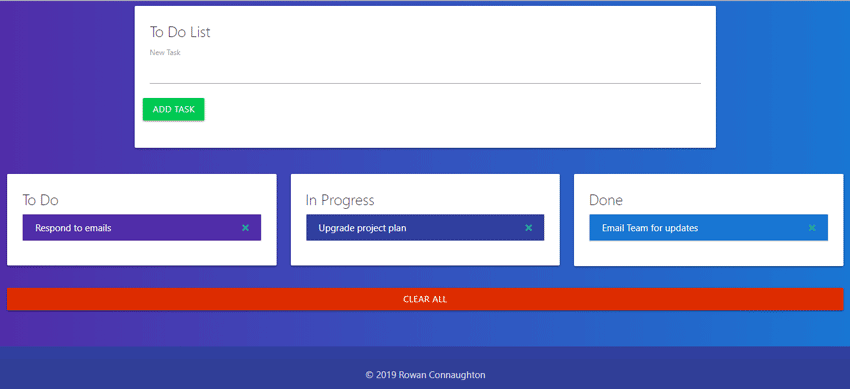 To Do List
New Task
ADD TASK
To Do
Respond to emails ×
In Progress
Upgrade project plan ×
Done
Email Team for updates ×
CLEAR ALL
© 2019 Rowan Connaughton